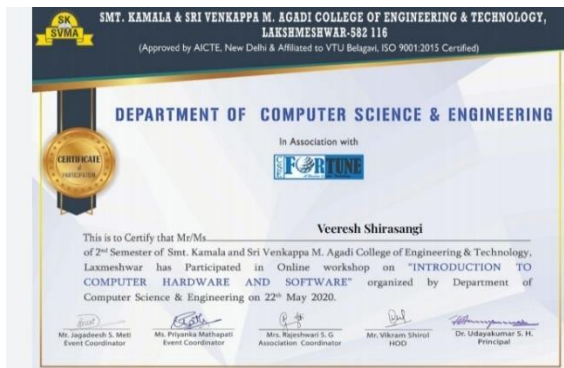 SK
SVMA
SMT. KAMALA & SRI VENKAPPA M. AGADI COLLEGE OF ENGINEERING & TECHNOLOGY,
LAKSHMESHWAR-582 116
(Approved by AICTE, New Delhi & Affiliated to VTU Belagavi, ISO 9001:2015 Certified)
DEPARTMENT OF COMPUTER SCIENCE & ENGINEERING
In Association with
FORTUNE
CERTIFICATE
of
PARTICIPATION
This is to Certify that Mr/Ms Veeresh Shirasangi
of 2nd Semester of Smt. Kamala and Sri Venkappa M. Agadi College of Engineering & Technology,
Laxmeshwar has Participated in Online workshop on "INTRODUCTION TO
COMPUTER HARDWARE AND SOFTWARE" organized by Department of
Computer Science & Engineering on 22th May 2020.
Mr. Jagadeesh S. Meti
Event Coordinator
Ms. Priyanka Mathapati
Event Coordinator
Mrs. Rajeshwari S. G
Association Coordinator
Mr. Vikram Shirol
HOD
Dr. Udayakumar S. H.
Principal